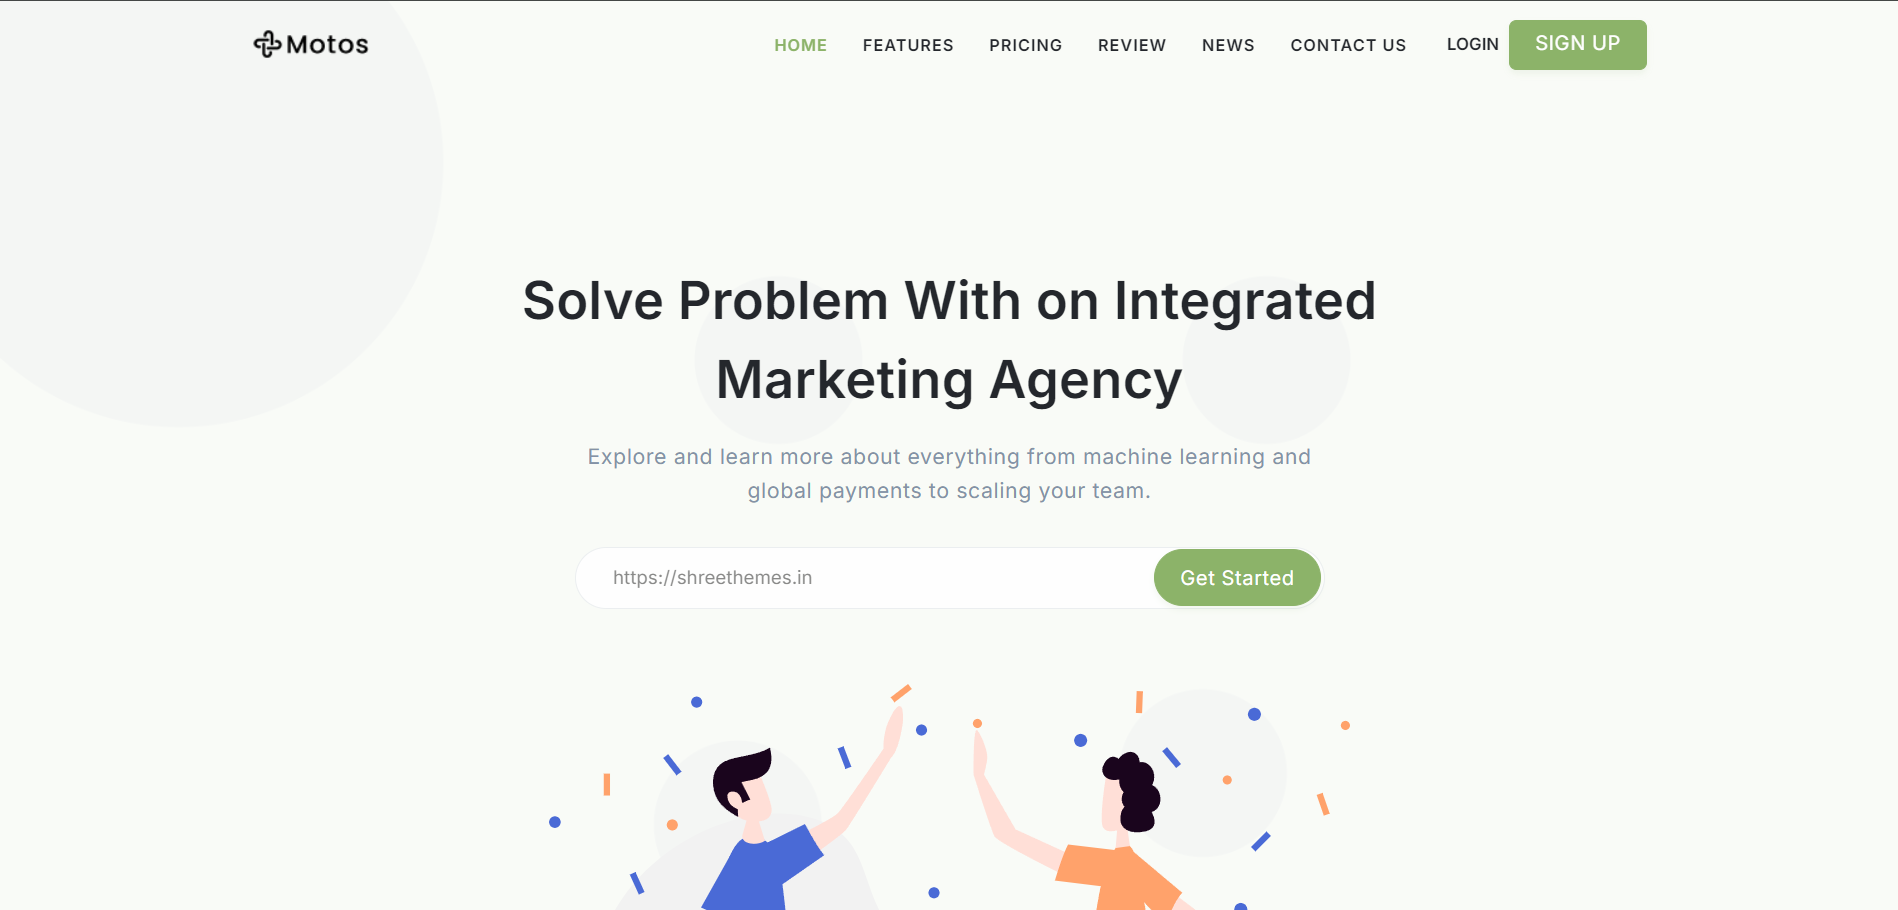 Motos
HOME FEATURES PRICING REVIEW NEWS CONTACT US LOGIN SIGN UP
Solve Problem With on Integrated
Marketing Agency
Explore and learn more about everything from machine learning and
global payments to scaling your team.
https://shreethemes.in Get Started